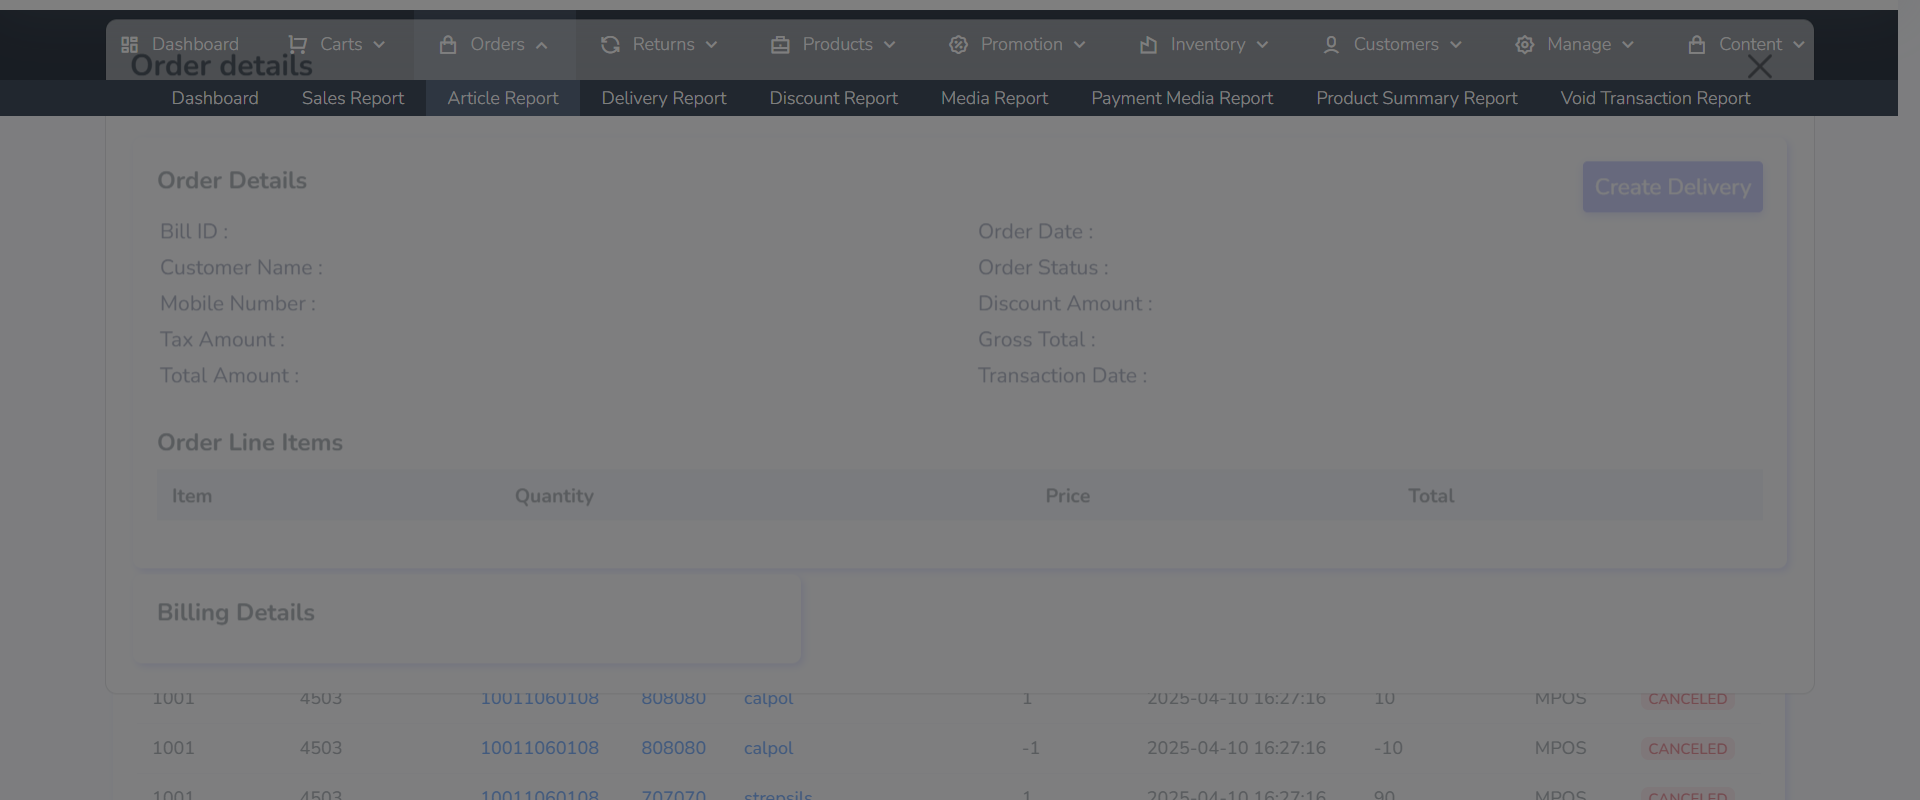 Dashboard Carts Orders Returns Products Promotion Inventory Customers Manage Content
Order details
Dashboard Sales Report Article Report Delivery Report Discount Report Media Report Payment Media Report Product Summary Report Void Transaction Report
Order Details
Create Delivery
Bill ID : Order Date :
Customer Name : Order Status :
Mobile Number : Discount Amount :
Tax Amount : Gross Total :
Total Amount : Transaction Date :
Order Line Items
Item Quantity Price Total
Billing Details
1001 4503 10011060108 808080 calpol 1 2025-04-10 16:27:16 10 MPOS CANCELED
1001 4503 10011060108 808080 calpol -1 2025-04-10 16:27:16 -10 MPOS CANCELED
1001 4503 10011060108 707070 strepsils 1 2025-04-10 16:27:16 90 MPOS CANCELED